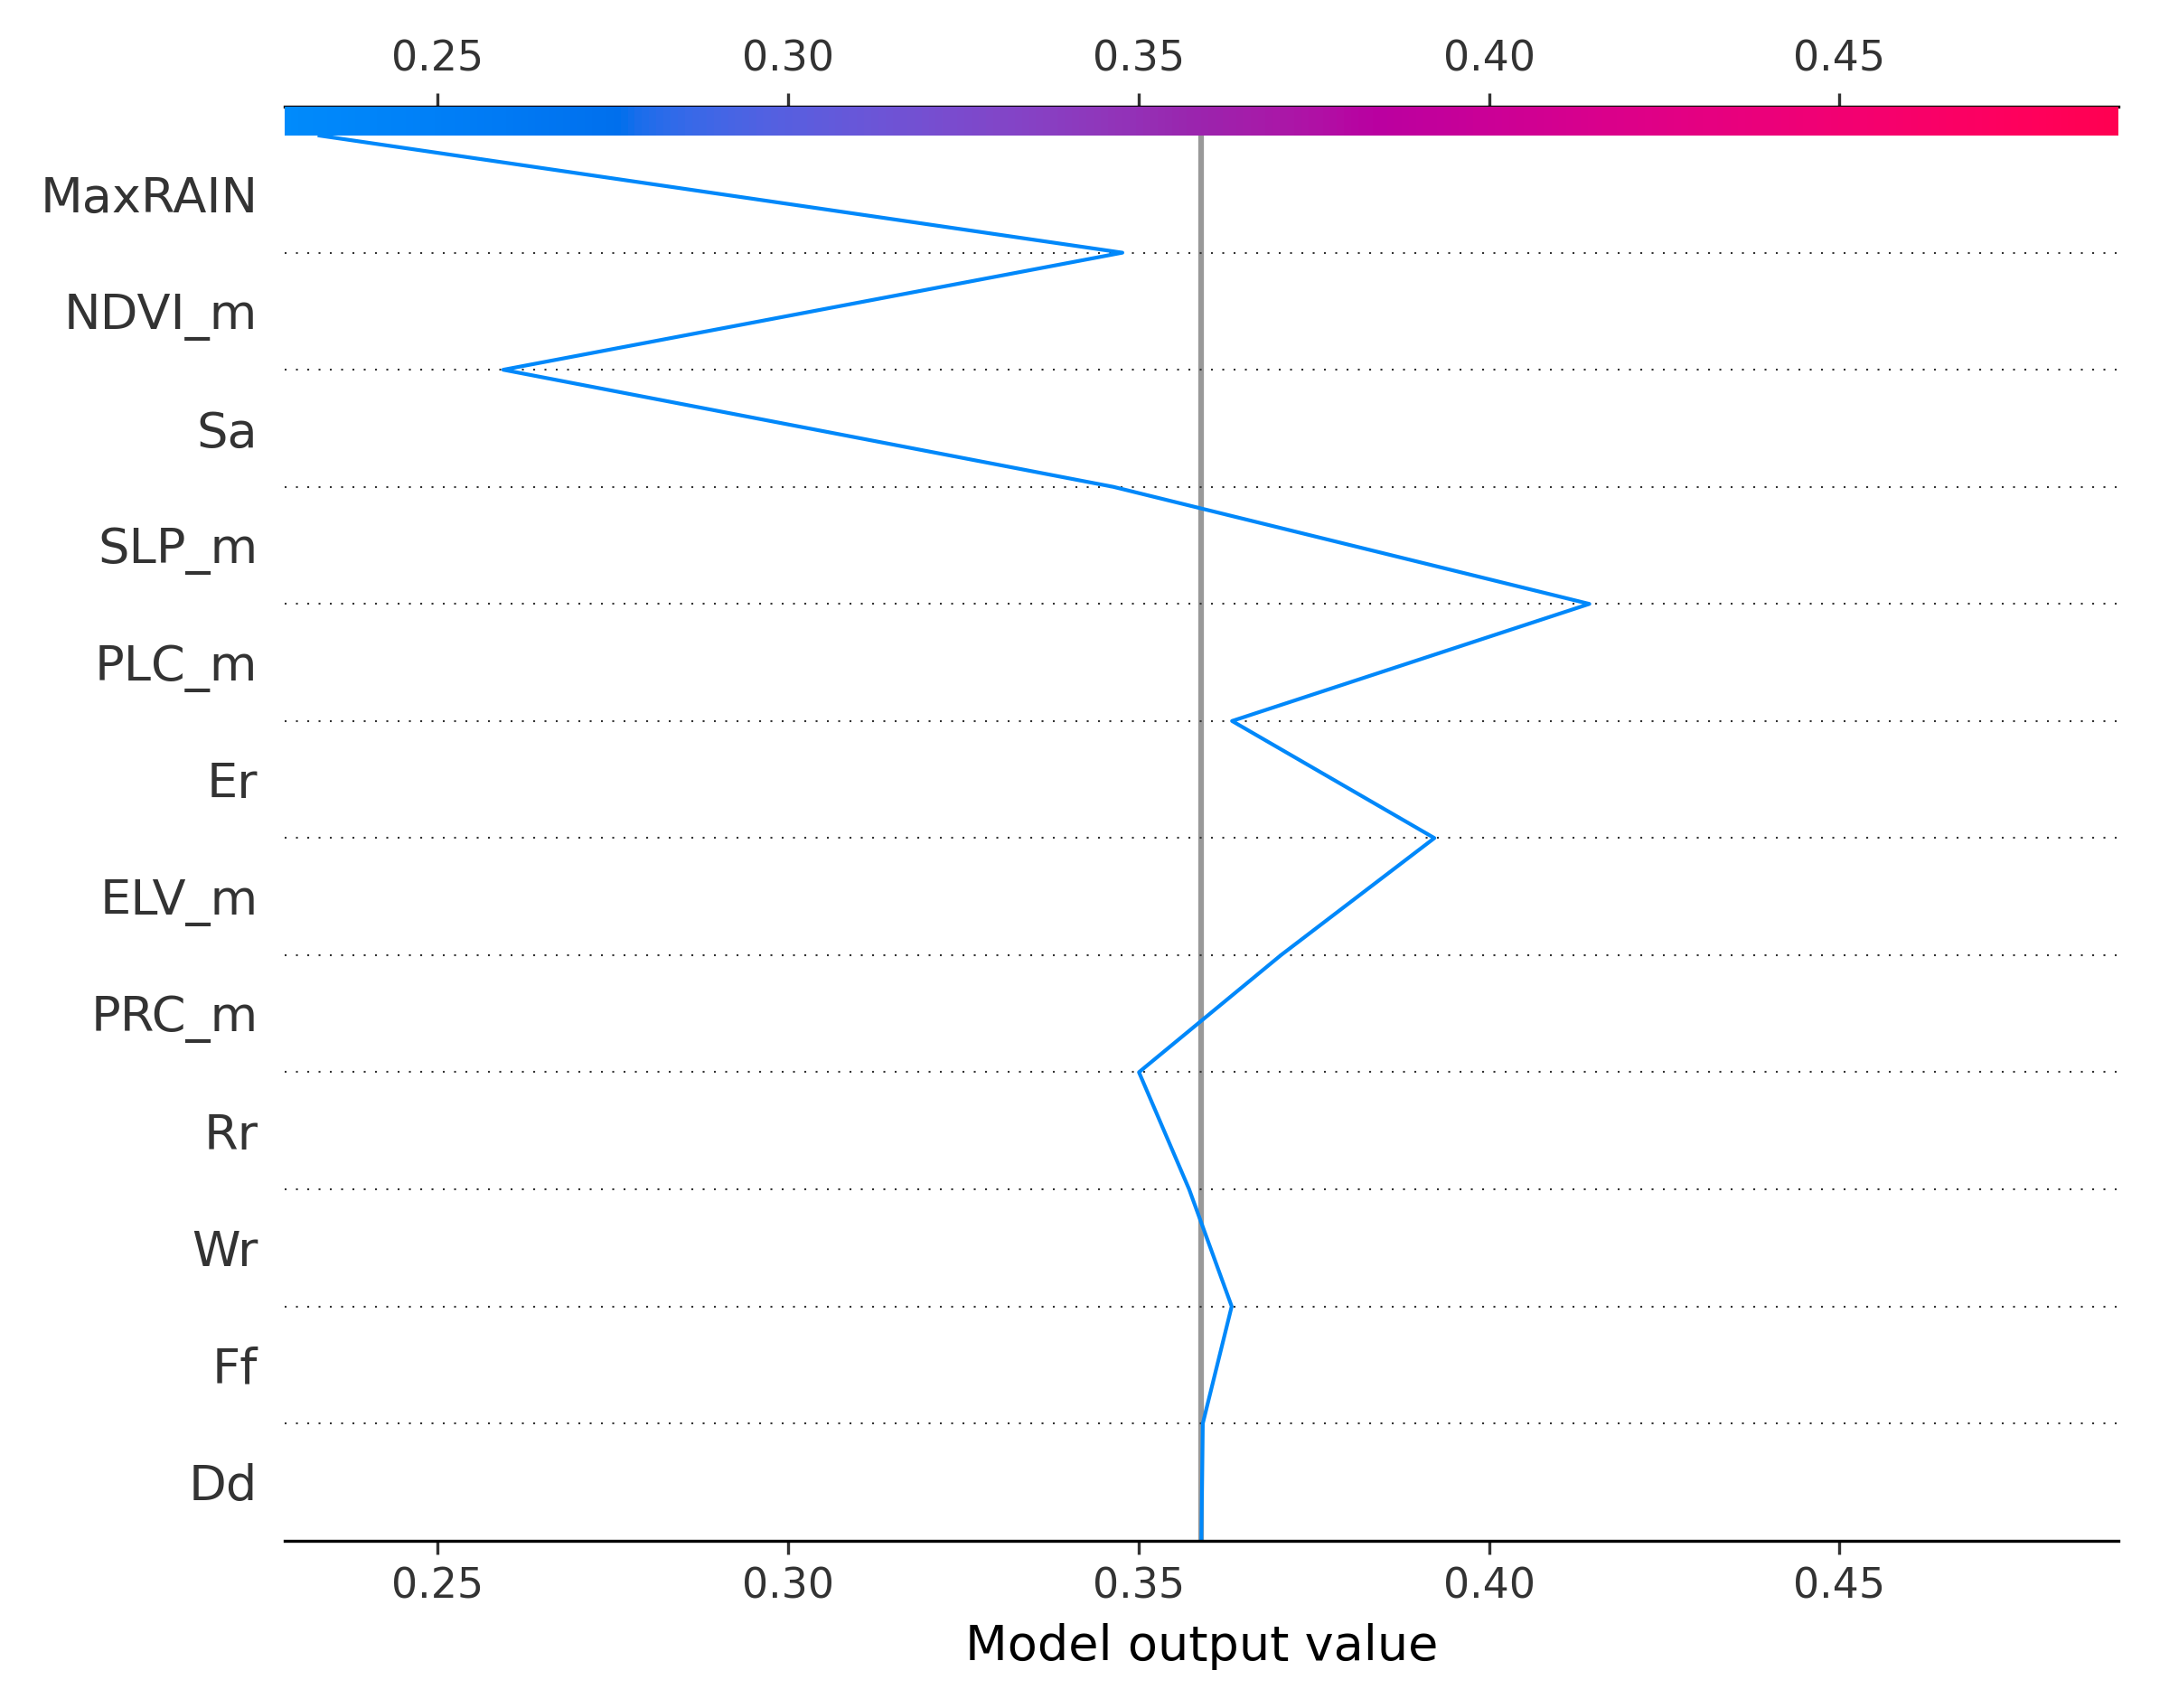 0.25 0.30 0.35 0.40 0.45
MaxRAIN
NDVI_m
Sa
SLP_m
PLC_m
Er
ELV_m
PRC_m
Rr
Wr
Ff
Dd
0.25 0.30 0.35 0.40 0.45
Model output value